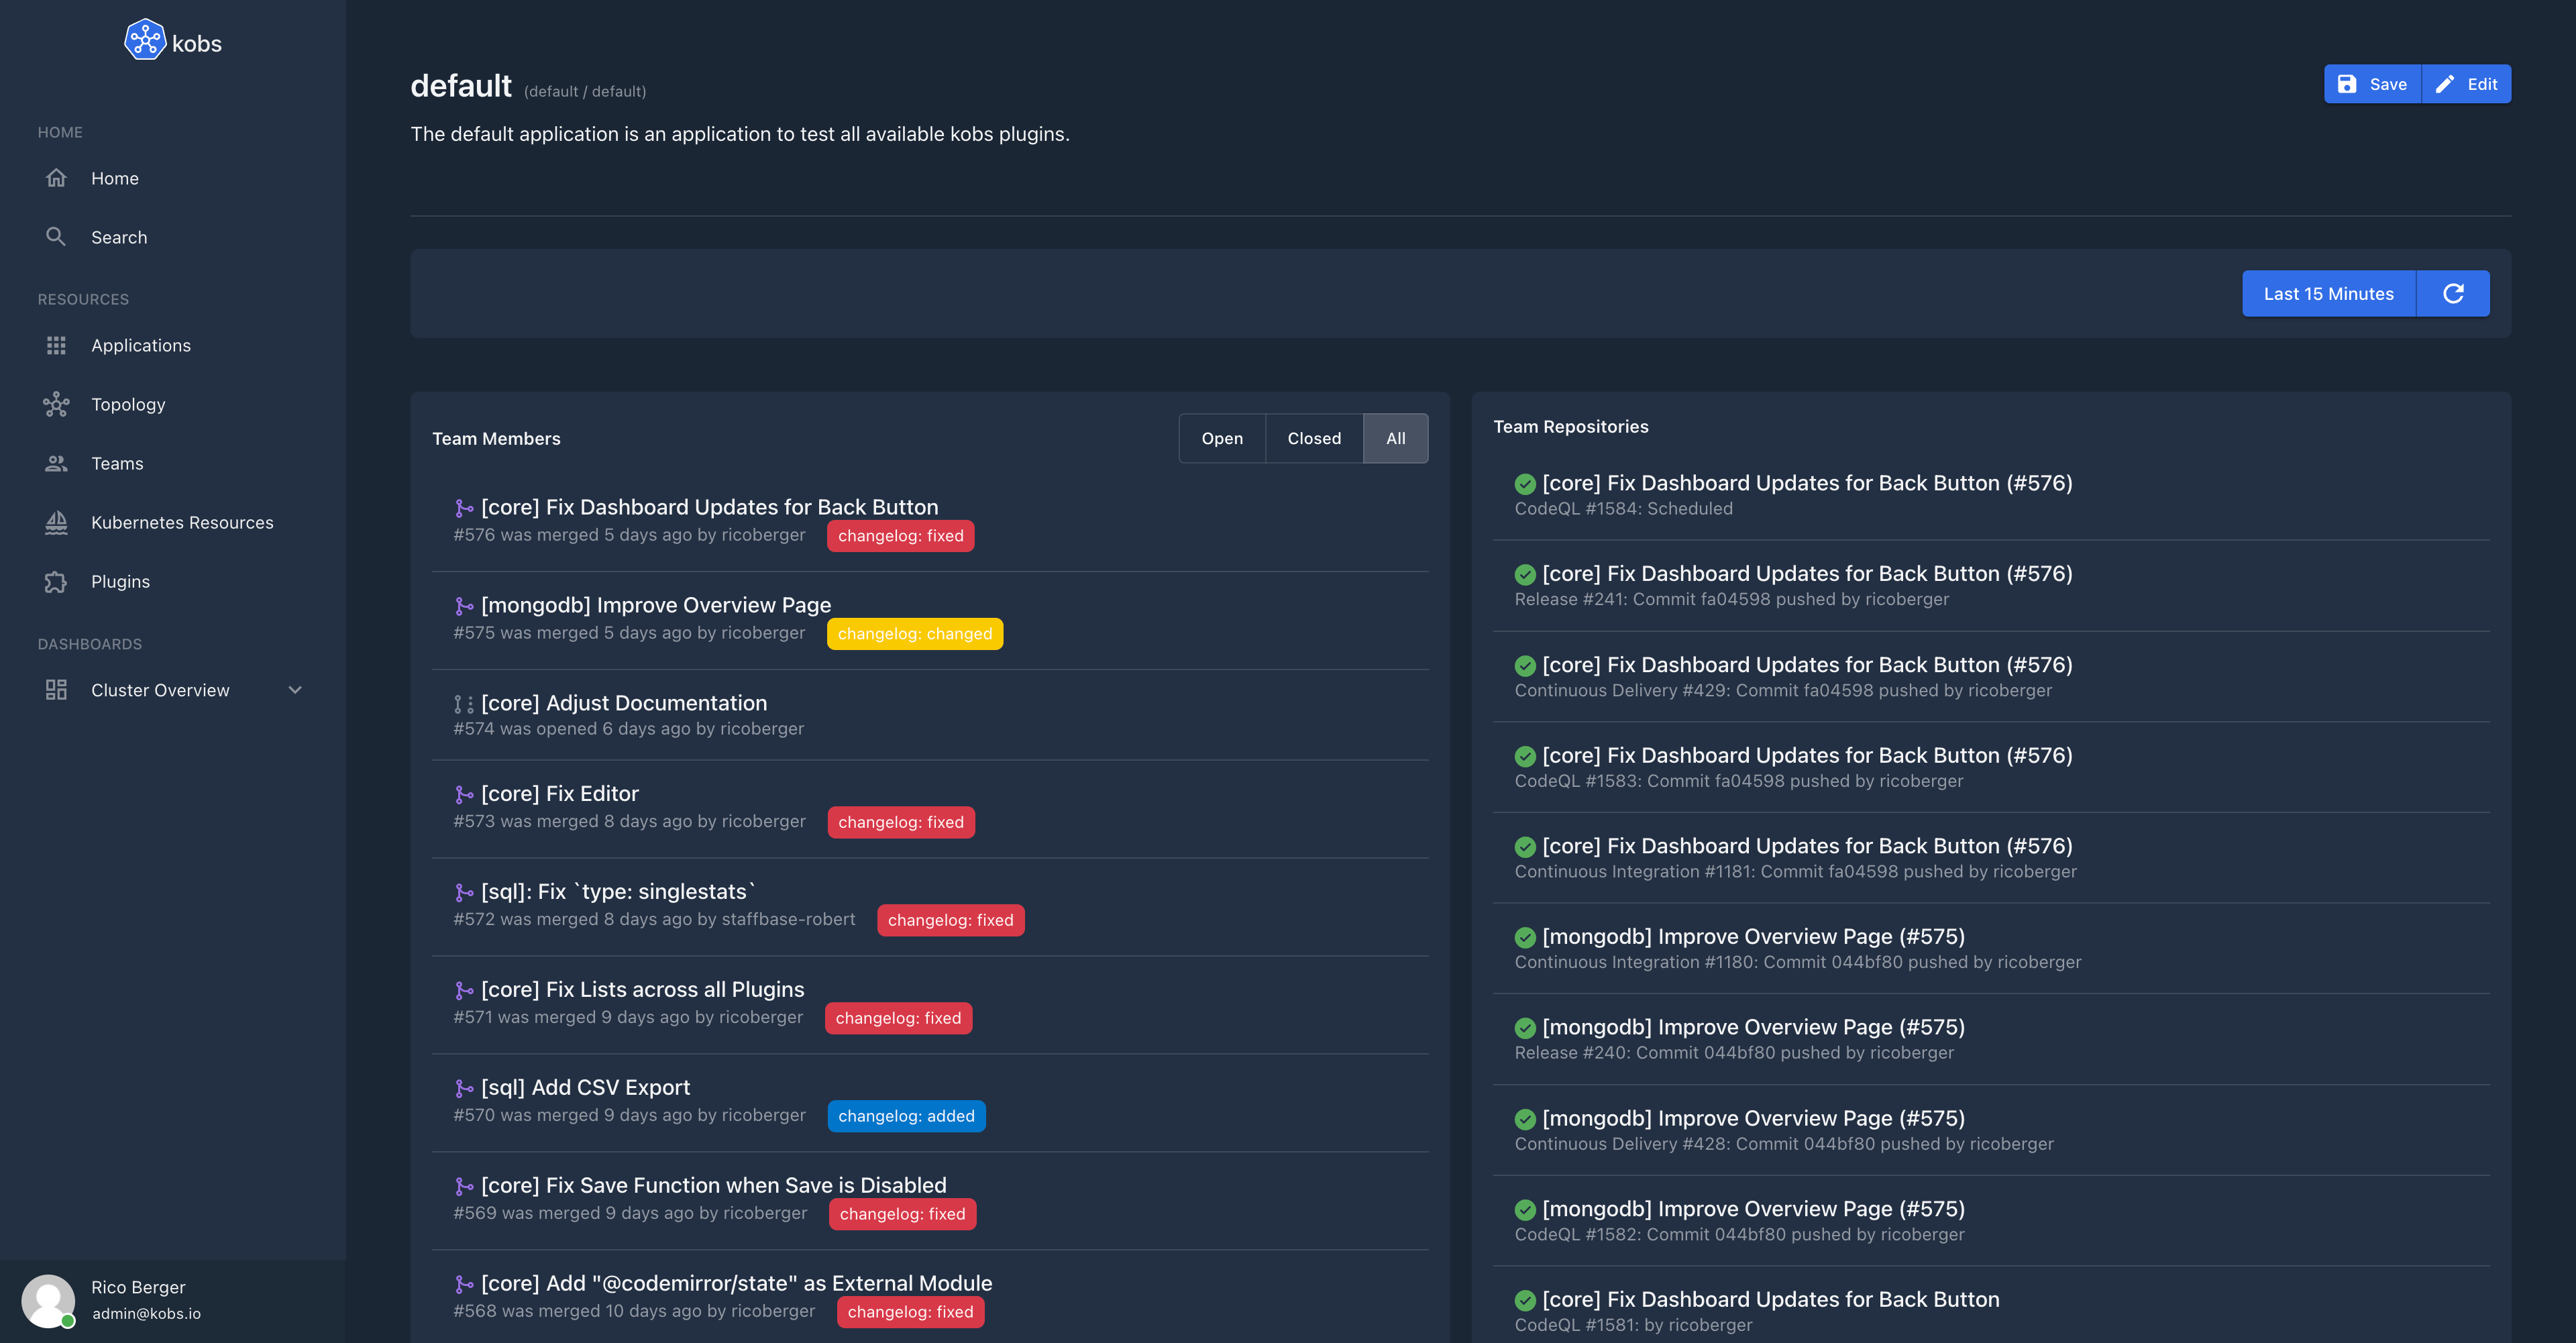 kobs
HOME
Home
Search
RESOURCES
Applications
Topology
Teams
Kubernetes Resources
Plugins
DASHBOARDS
Cluster Overview
Rico Berger
admin@kobs.io
default (default / default)
Save
Edit
The default application is an application to test all available kobs plugins.
Last 15 Minutes
Team Members
Open
Closed
All
[core] Fix Dashboard Updates for Back Button
#576 was merged 5 days ago by ricoberger
changelog: fixed
[mongodb] Improve Overview Page
#575 was merged 5 days ago by ricoberger
changelog: changed
[core] Adjust Documentation
#574 was opened 6 days ago by ricoberger
[core] Fix Editor
#573 was merged 8 days ago by ricoberger
changelog: fixed
[sql]: Fix `type: singlestats`
#572 was merged 8 days ago by staffbase-robert
changelog: fixed
[core] Fix Lists across all Plugins
#571 was merged 9 days ago by ricoberger
changelog: fixed
[sql] Add CSV Export
#570 was merged 9 days ago by ricoberger
changelog: added
[core] Fix Save Function when Save is Disabled
#569 was merged 9 days ago by ricoberger
changelog: fixed
[core] Add "@codemirror/state" as External Module
#568 was merged 10 days ago by ricoberger
changelog: fixed
Team Repositories
[core] Fix Dashboard Updates for Back Button (#576)
CodeQL #1584: Scheduled
[core] Fix Dashboard Updates for Back Button (#576)
Release #241: Commit fa04598 pushed by ricoberger
[core] Fix Dashboard Updates for Back Button (#576)
Continuous Delivery #429: Commit fa04598 pushed by ricoberger
[core] Fix Dashboard Updates for Back Button (#576)
CodeQL #1583: Commit fa04598 pushed by ricoberger
[core] Fix Dashboard Updates for Back Button (#576)
Continuous Integration #1181: Commit fa04598 pushed by ricoberger
[mongodb] Improve Overview Page (#575)
Continuous Integration #1180: Commit 044bf80 pushed by ricoberger
[mongodb] Improve Overview Page (#575)
Release #240: Commit 044bf80 pushed by ricoberger
[mongodb] Improve Overview Page (#575)
Continuous Delivery #428: Commit 044bf80 pushed by ricoberger
[mongodb] Improve Overview Page (#575)
CodeQL #1582: Commit 044bf80 pushed by ricoberger
[core] Fix Dashboard Updates for Back Button
CodeQL #1581: by ricoberger